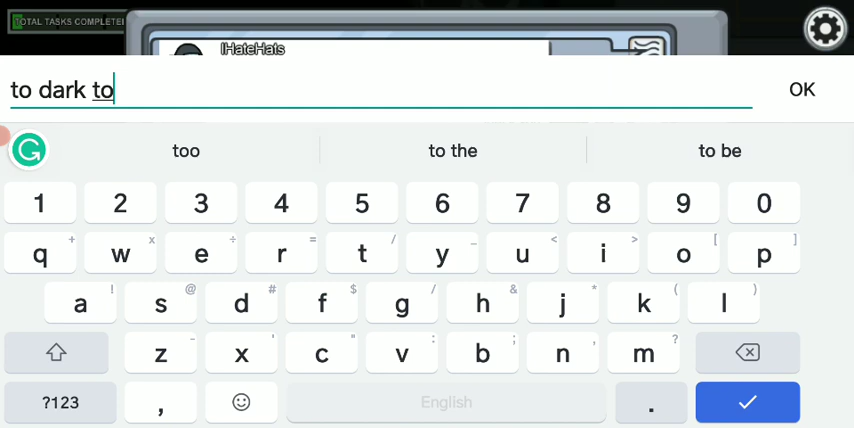 TOTAL TASKS COMPLETED
IHateHats
to dark to
OK
too to the to be
1 2 3 4 5 6 7 8 9 0
+ x ÷ = / _ < > [ ]
q w e r t y u i o p
! @ # $ / & * ( )
a s d f g h j k l
- ' " : ; , ?
z x c v b n m
?123 , English .